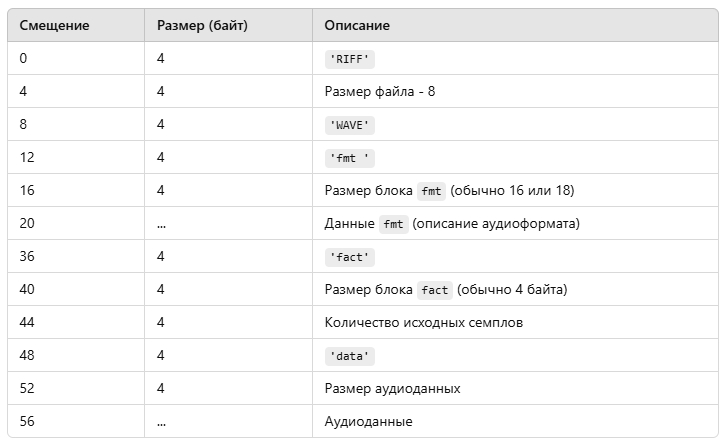 Смещение Размер (байт) Описание
0 4 'RIFF'
4 4 Размер файла - 8
8 4 'WAVE'
12 4 'fmt '
16 4 Размер блока fmt (обычно 16 или 18)
20 ... Данные fmt (описание аудиоформата)
36 4 'fact'
40 4 Размер блока fact (обычно 4 байта)
44 4 Количество исходных семплов
48 4 'data'
52 4 Размер аудиоданных
56 ... Аудиоданные